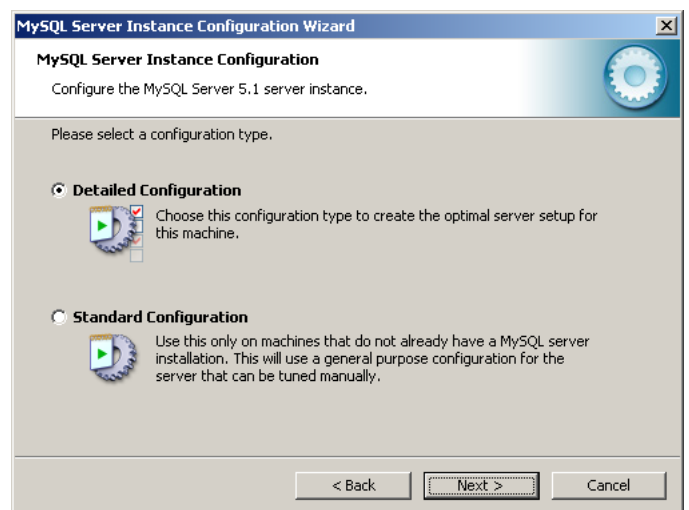 MySQL Server Instance Configuration Wizard
MySQL Server Instance Configuration
Configure the MySQL Server 5.1 server instance.
Please select a configuration type.
Detailed Configuration
Choose this configuration type to create the optimal server setup for
this machine.
Standard Configuration
Use this only on machines that do not already have a MySQL server
installation. This will use a general purpose configuration for the
server that can be tuned manually.
< Back Next > Cancel